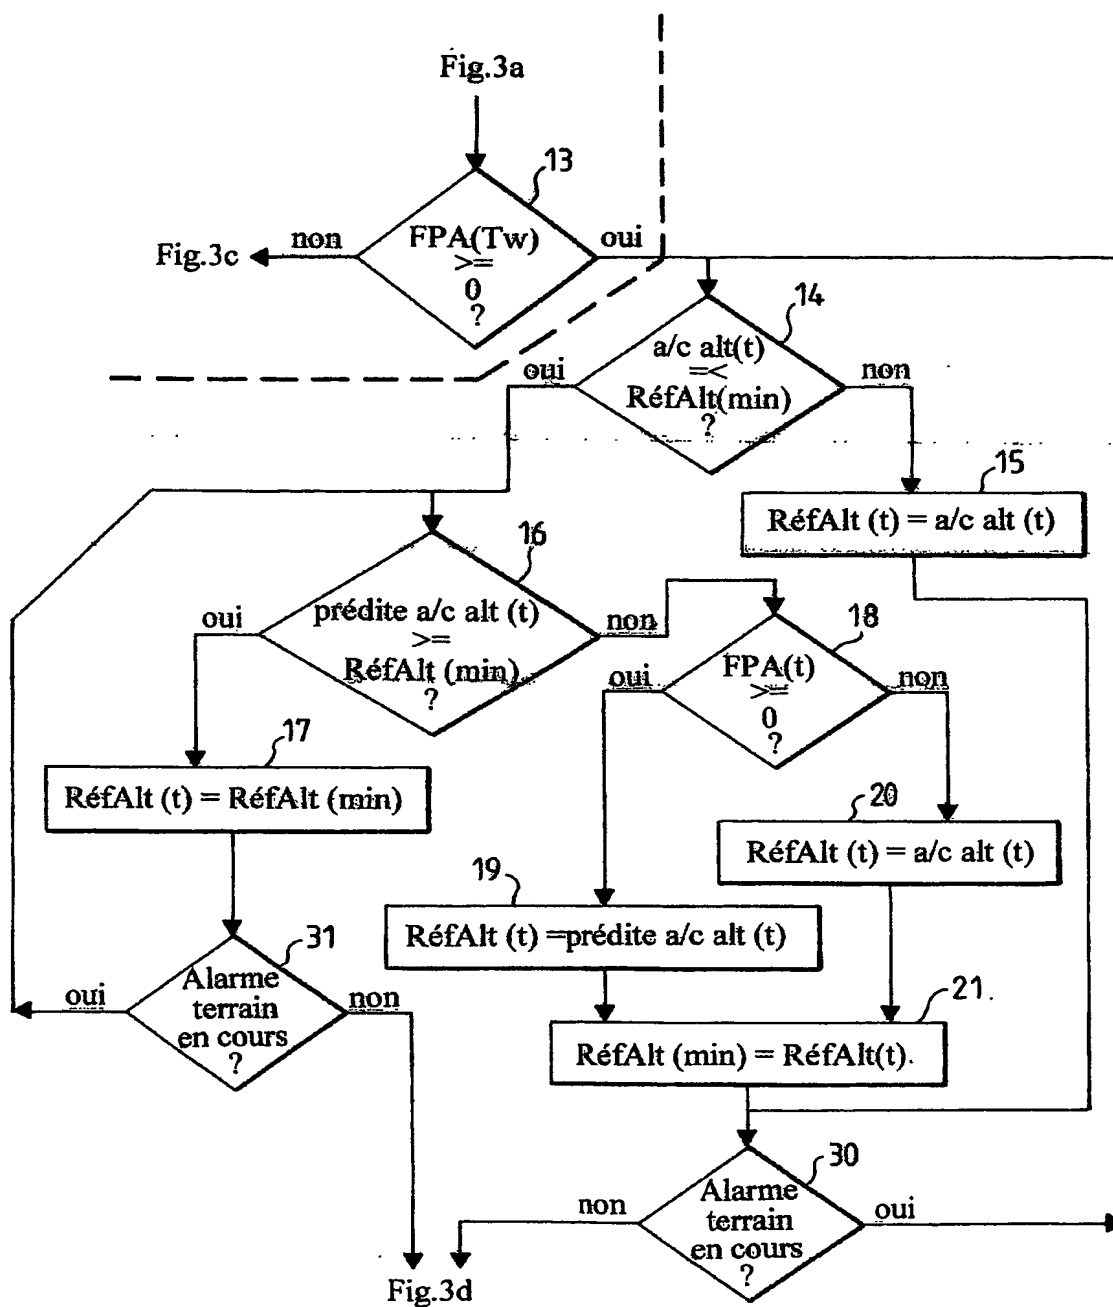 Fig.3a
13
Fig.3c
non
FPA(Tw)
>=
0
?
oui
14
a/c alt(t)
=<
RéfAlt(min)
?
oui
non
15
RéfAlt (t) = a/c alt (t)
16
prédite a/c alt (t)
>=
RéfAlt (min)
?
oui
non
18
FPA(t)
>=
0
?
oui
non
17
RéfAlt (t) = RéfAlt (min)
20
RéfAlt (t) = a/c alt (t)
19
RéfAlt (t) =prédite a/c alt (t)
31
Alarme
terrain
en cours
?
oui
non
21.
RéfAlt (min) = RéfAlt(t).
30
Alarme
terrain
en cours
?
non
oui
Fig.3d